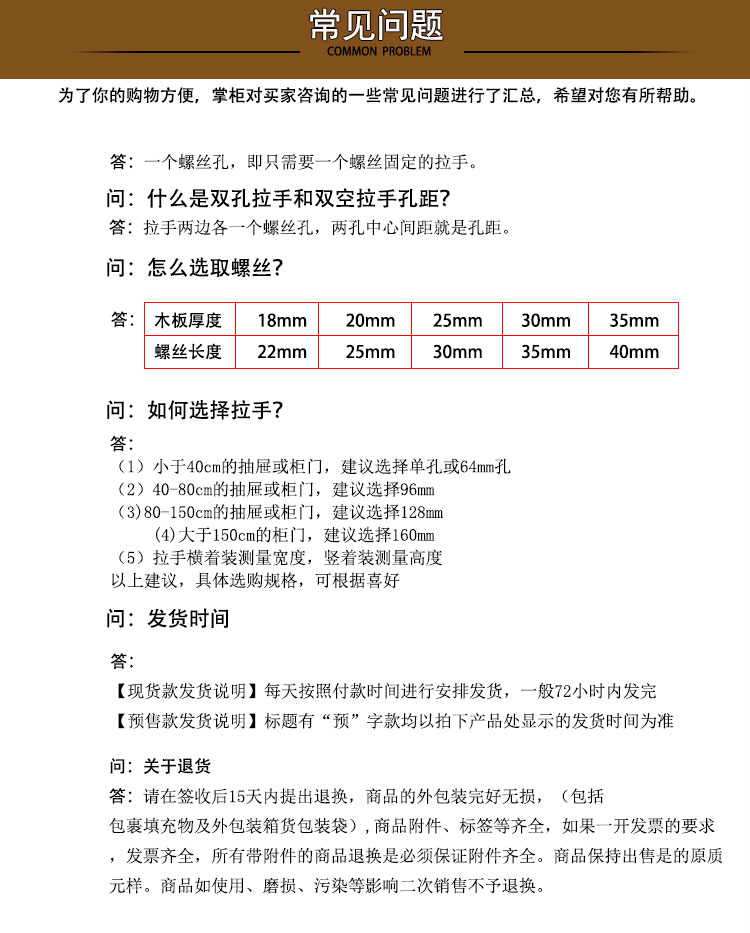 常见问题
COMMON PROBLEM
为了你的购物方便，掌柜对买家咨询的一些常见问题进行了汇总，希望对您有所帮助。
答：一个螺丝孔，即只需要一个螺丝固定的拉手。
问：什么是双孔拉手和双空拉手孔距？
答：拉手两边各一个螺丝孔，两孔中心间距就是孔距。
问：怎么选取螺丝？
答：木板厚度 18mm 20mm 25mm 30mm 35mm
螺丝长度 22mm 25mm 30mm 35mm 40mm
问：如何选择拉手？
答：
（1）小于40cm的抽屉或柜门，建议选择单孔或64mm孔
（2）40-80cm的抽屉或柜门，建议选择96mm
（3)80-150cm的抽屉或柜门，建议选择128mm
(4)大于150cm的柜门，建议选择160mm
（5）拉手横着装测量宽度，竖着装测量高度
以上建议，具体选购规格，可根据喜好
问：发货时间
答：
【现货款发货说明】每天按照付款时间进行安排发货，一般72小时内发完
【预售款发货说明】标题有“预”字款均以拍下产品处显示的发货时间为准
问：关于退货
答：请在签收后15天内提出退换，商品的外包装完好无损，（包括
包裹填充物及外包装箱货包装袋）,商品附件、标签等齐全，如果一开发票的要求
，发票齐全，所有带附件的商品退换是必须保证附件齐全。商品保持出售是的原质
元样。商品如使用、磨损、污染等影响二次销售不予退换。